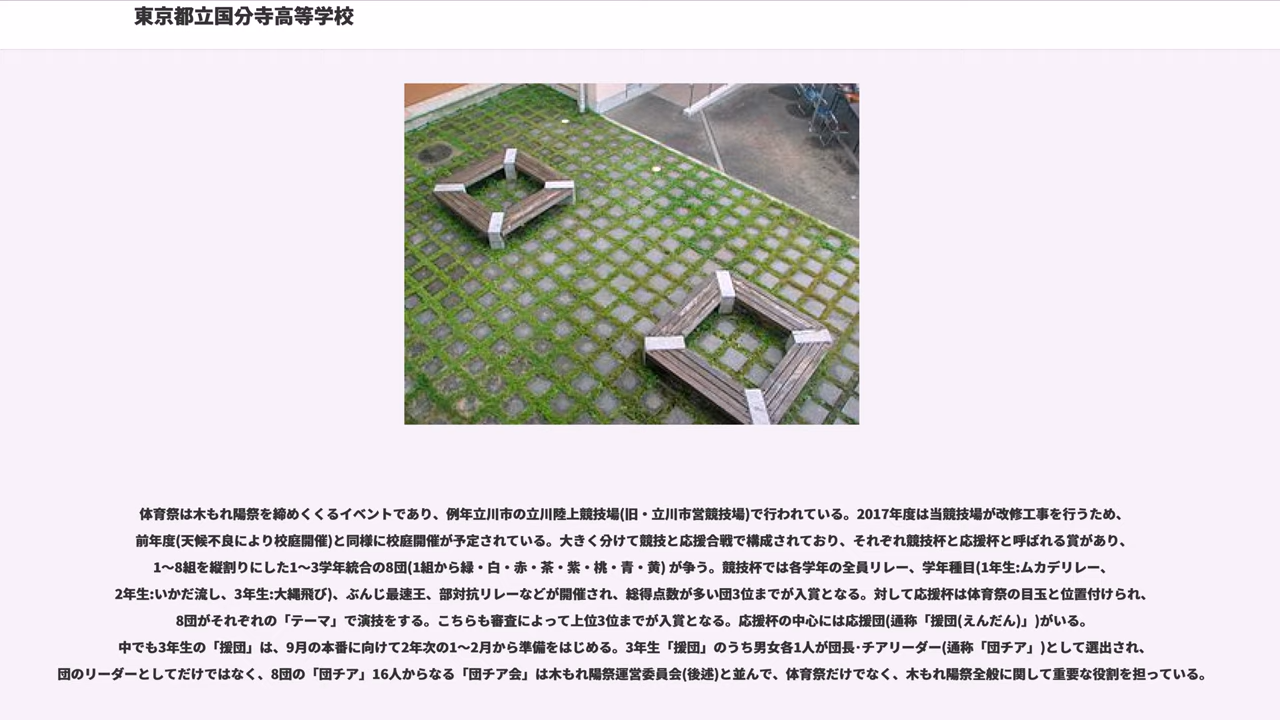 東京都立国分寺高等学校
体育祭は木もれ陽祭を締めくくるイベントであり、例年立川市の立川陸上競技場(旧・立川市営競技場)で行われている。2017年度は当競技場が改修工事を行うため、
前年度(天候不良により校庭開催)と同様に校庭開催が予定されている。大きく分けて競技と応援合戦で構成されており、それぞれ競技杯と応援杯と呼ばれる賞があり、
1〜8組を縦割りにした1〜3学年統合の8団(1組から緑・白・赤・茶・紫・桃・青・黄) が争う。競技杯では各学年の全員リレー、学年種目(1年生:ムカデリレー、
2年生:いかだ流し、3年生:大縄飛び)、ぶんじ最速王、部対抗リレーなどが開催され、総得点数が多い団3位までが入賞となる。対して応援杯は体育祭の目玉と位置付けられ、
8団がそれぞれの「テーマ」で演技をする。こちらも審査によって上位3位までが入賞となる。応援杯の中心には応援団(通称「援団(えんだん)」)がいる。
中でも3年生の「援団」は、9月の本番に向けて2年次の1〜2月から準備をはじめる。3年生「援団」のうち男女各1人が団長･チアリーダー(通称「団チア」)として選出され、
団のリーダーとしてだけではなく、8団の「団チア」16人からなる「団チア会」は木もれ陽祭運営委員会(後述)と並んで、体育祭だけでなく、木もれ陽祭全般に関して重要な役割を担っている。